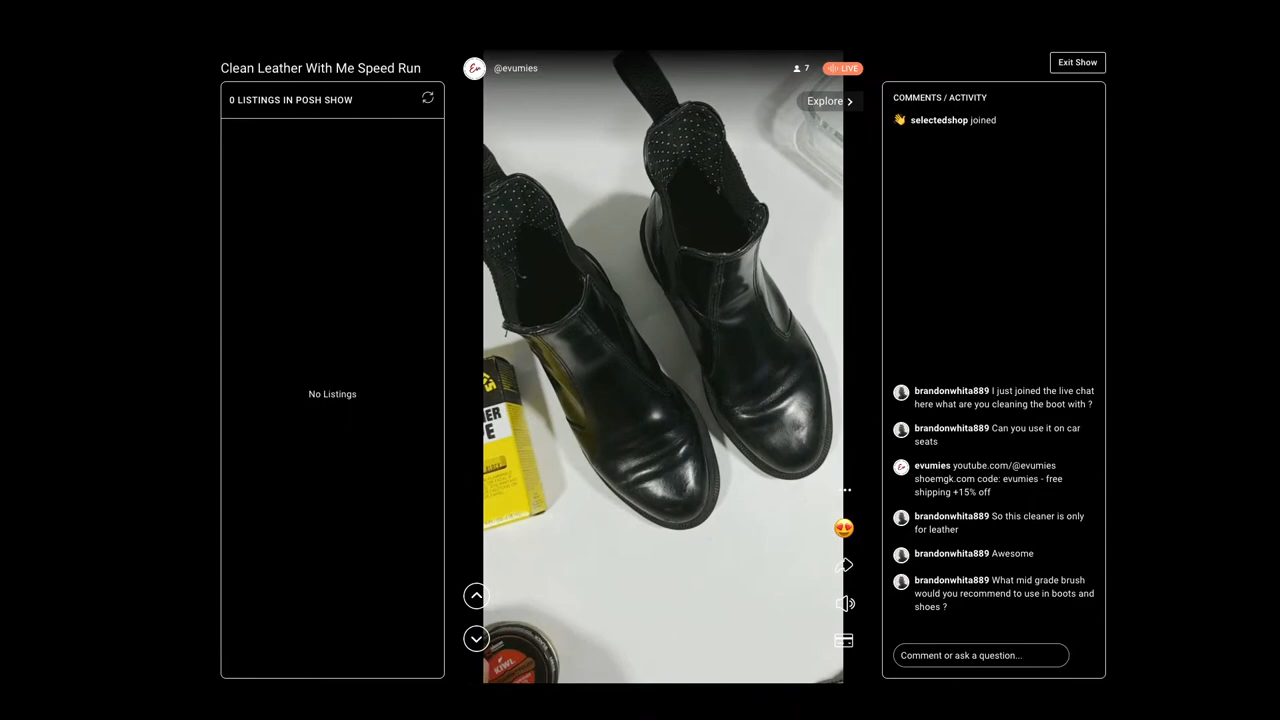 Clean Leather With Me Speed Run
0 LISTINGS IN POSH SHOW
No Listings
Ev
@evumies
7
LIVE
Explore
KIWI
Exit Show
COMMENTS / ACTIVITY
selectedshop joined
brandonwhita889 I just joined the live chat
here what are you cleaning the boot with ?
brandonwhita889 Can you use it on car
seats
evumies youtube.com/@evumies
shoemgk.com code: evumies - free
shipping +15% off
brandonwhita889 So this cleaner is only
for leather
brandonwhita889 Awesome
brandonwhita889 What mid grade brush
would you recommend to use in boots and
shoes ?
Comment or ask a question...